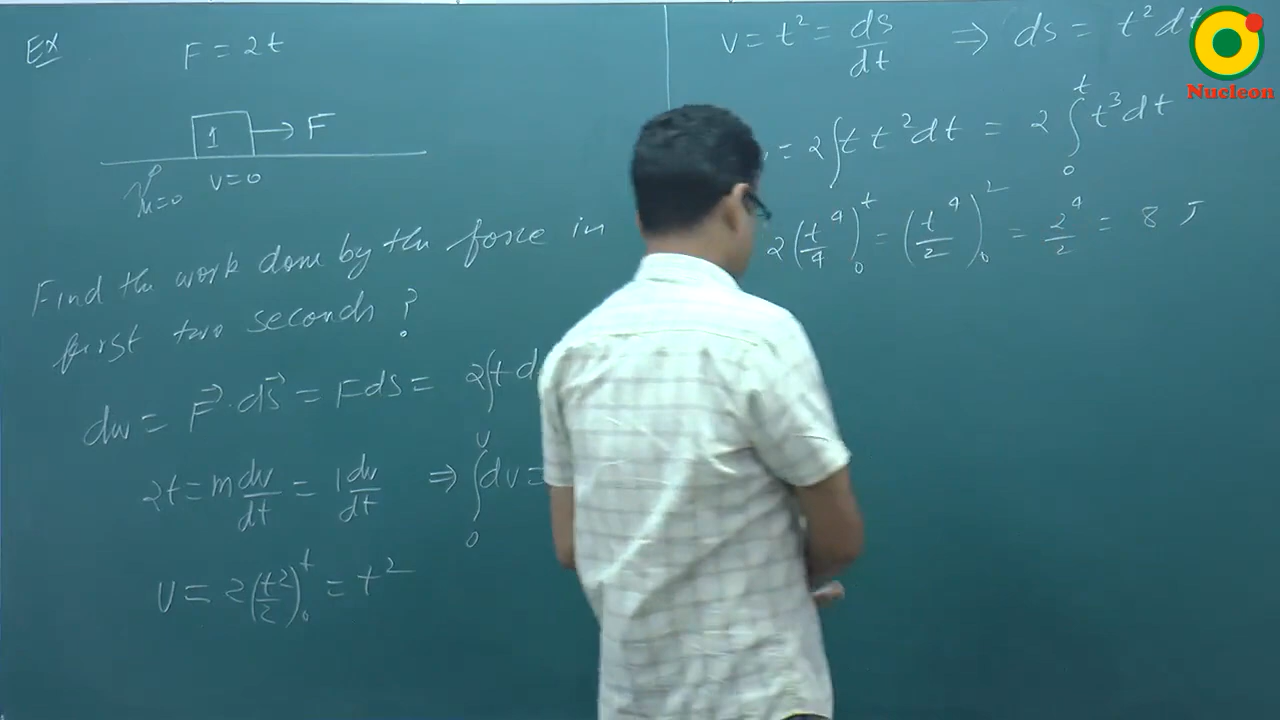 Ex
F = 2t
1 → F
μ=0 v=0
Find the work done by the force in
first two seconds?
dw = F⃗ · ds⃗ = Fds = 2∫t d
2t = m dv/dt = 1 dv/dt ⇒ ∫₀ᵛ dv =
v = 2(t²/2)₀ᵗ = t²
v = t² = ds/dt ⇒ ds = t² dt
= 2∫t t² dt = 2 ∫₀ᵗ t³ dt
2(t⁴/4)₀ᵗ = (t⁴/2)₀² = 2⁴/2 = 8 J
Nucleon